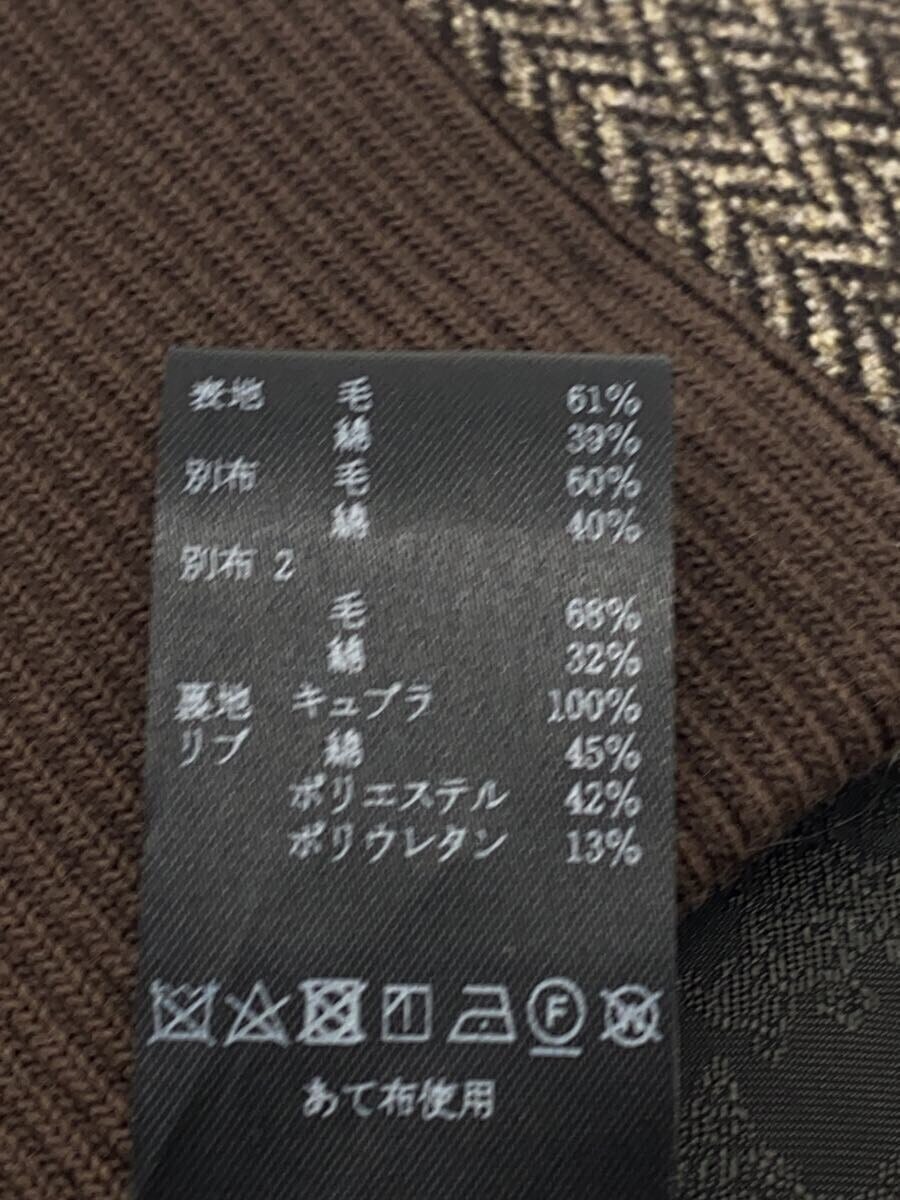 表地 毛 61%
綿 39%
別布 毛 60%
綿 40%
別布 2
毛 68%
綿 32%
裏地 キュプラ 100%
リブ 綿 45%
ポリエステル 42%
ポリウレタン 13%
F W
あて布使用